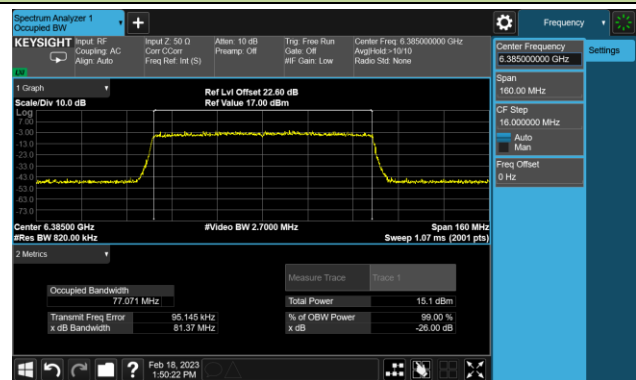 Spectrum Analyzer 1
Occupied BW
Frequency
KEYSIGHT
Input: RF
Coupling: AC
Align: Auto
Input Z: 50 Ω
Corr CCorr
Freq Ref: Int (S)
Atten: 10 dB
Preamp: Off
Trig: Free Run
Gate: Off
#IF Gain: Low
Center Freq: 6.385000000 GHz
Avg|Hold:>10/10
Radio Std: None
LW
Center Frequency
6.385000000 GHz
Settings
Span
160.00 MHz
CF Step
16.000000 MHz
Auto
Man
Freq Offset
0 Hz
1 Graph
Scale/Div 10.0 dB
Ref Lvl Offset 22.60 dB
Ref Value 17.00 dBm
Log
7.00
-3.00
-13.0
-23.0
-33.0
-43.0
-53.0
-63.0
-73.0
Center 6.38500 GHz
#Res BW 820.00 kHz
#Video BW 2.7000 MHz
Span 160 MHz
Sweep 1.07 ms (2001 pts)
2 Metrics
Measure Trace
Trace 1
Occupied Bandwidth
77.071 MHz
Total Power
15.1 dBm
Transmit Freq Error
95.145 kHz
% of OBW Power
99.00 %
x dB Bandwidth
81.37 MHz
x dB
-26.00 dB
?
Feb 18, 2023
1:50:22 PM